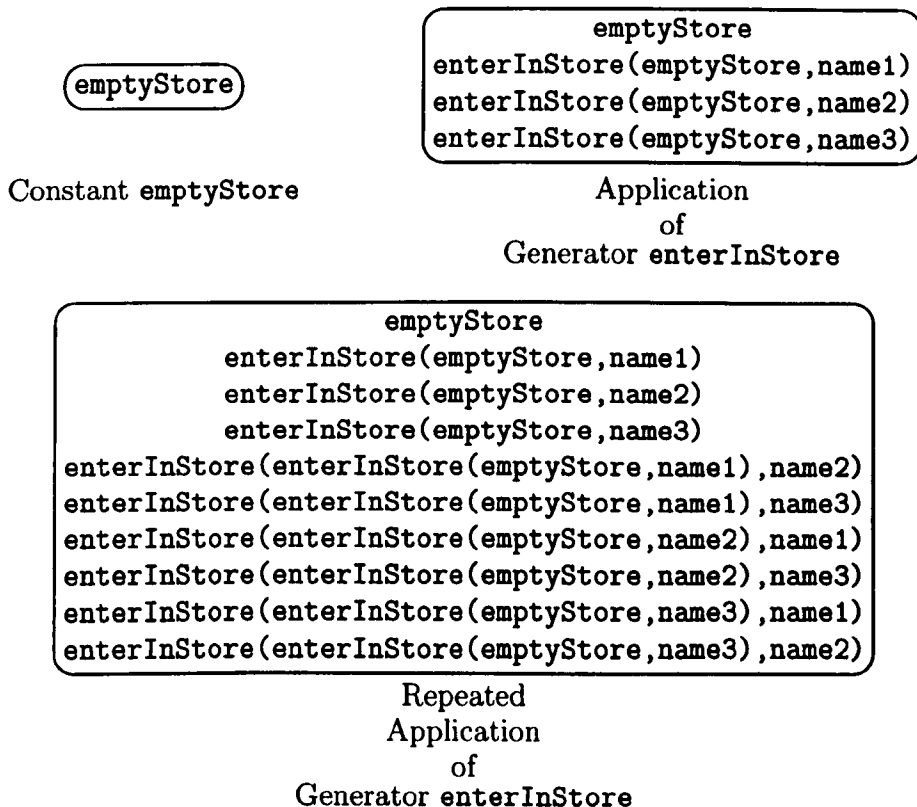 emptyStore
Constant emptyStore
emptyStore
enterInStore(emptyStore,name1)
enterInStore(emptyStore,name2)
enterInStore(emptyStore,name3)
Application
of
Generator enterInStore
emptyStore
enterInStore(emptyStore,name1)
enterInStore(emptyStore,name2)
enterInStore(emptyStore,name3)
enterInStore(enterInStore(emptyStore,name1),name2)
enterInStore(enterInStore(emptyStore,name1),name3)
enterInStore(enterInStore(emptyStore,name2),name1)
enterInStore(enterInStore(emptyStore,name2),name3)
enterInStore(enterInStore(emptyStore,name3),name1)
enterInStore(enterInStore(emptyStore,name3),name2)
Repeated
Application
of
Generator enterInStore